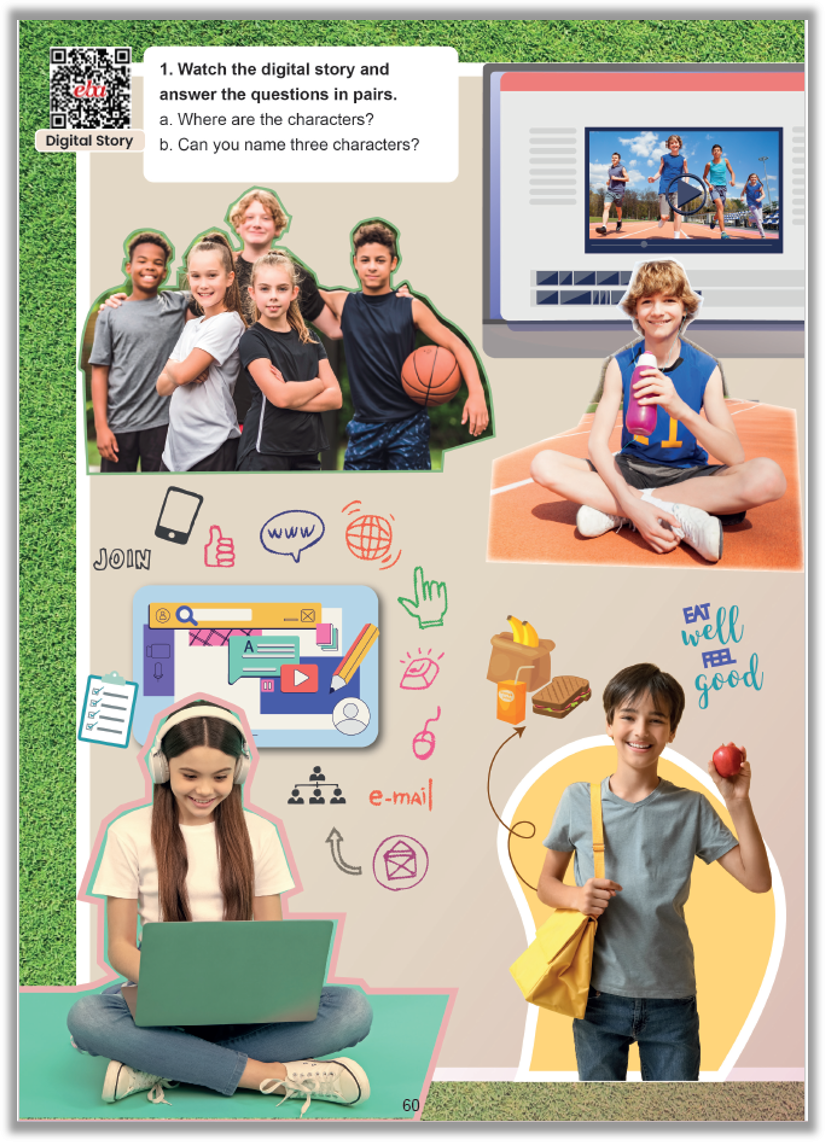 eba
Digital Story
1. Watch the digital story and
answer the questions in pairs.
a. Where are the characters?
b. Can you name three characters?
JOIN
www
A
e-mail
EAT
well
FEEL
good
60